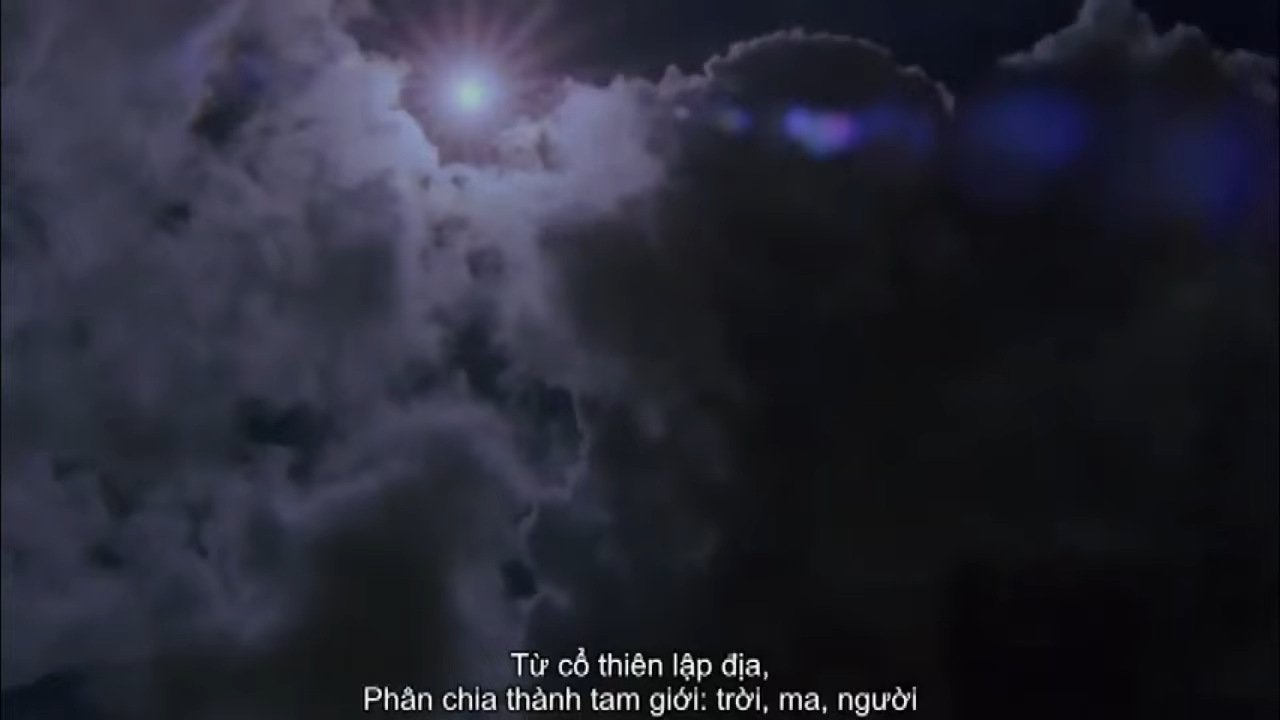 Từ cổ thiên lập địa,
Phân chia thành tam giới: trời, ma, người